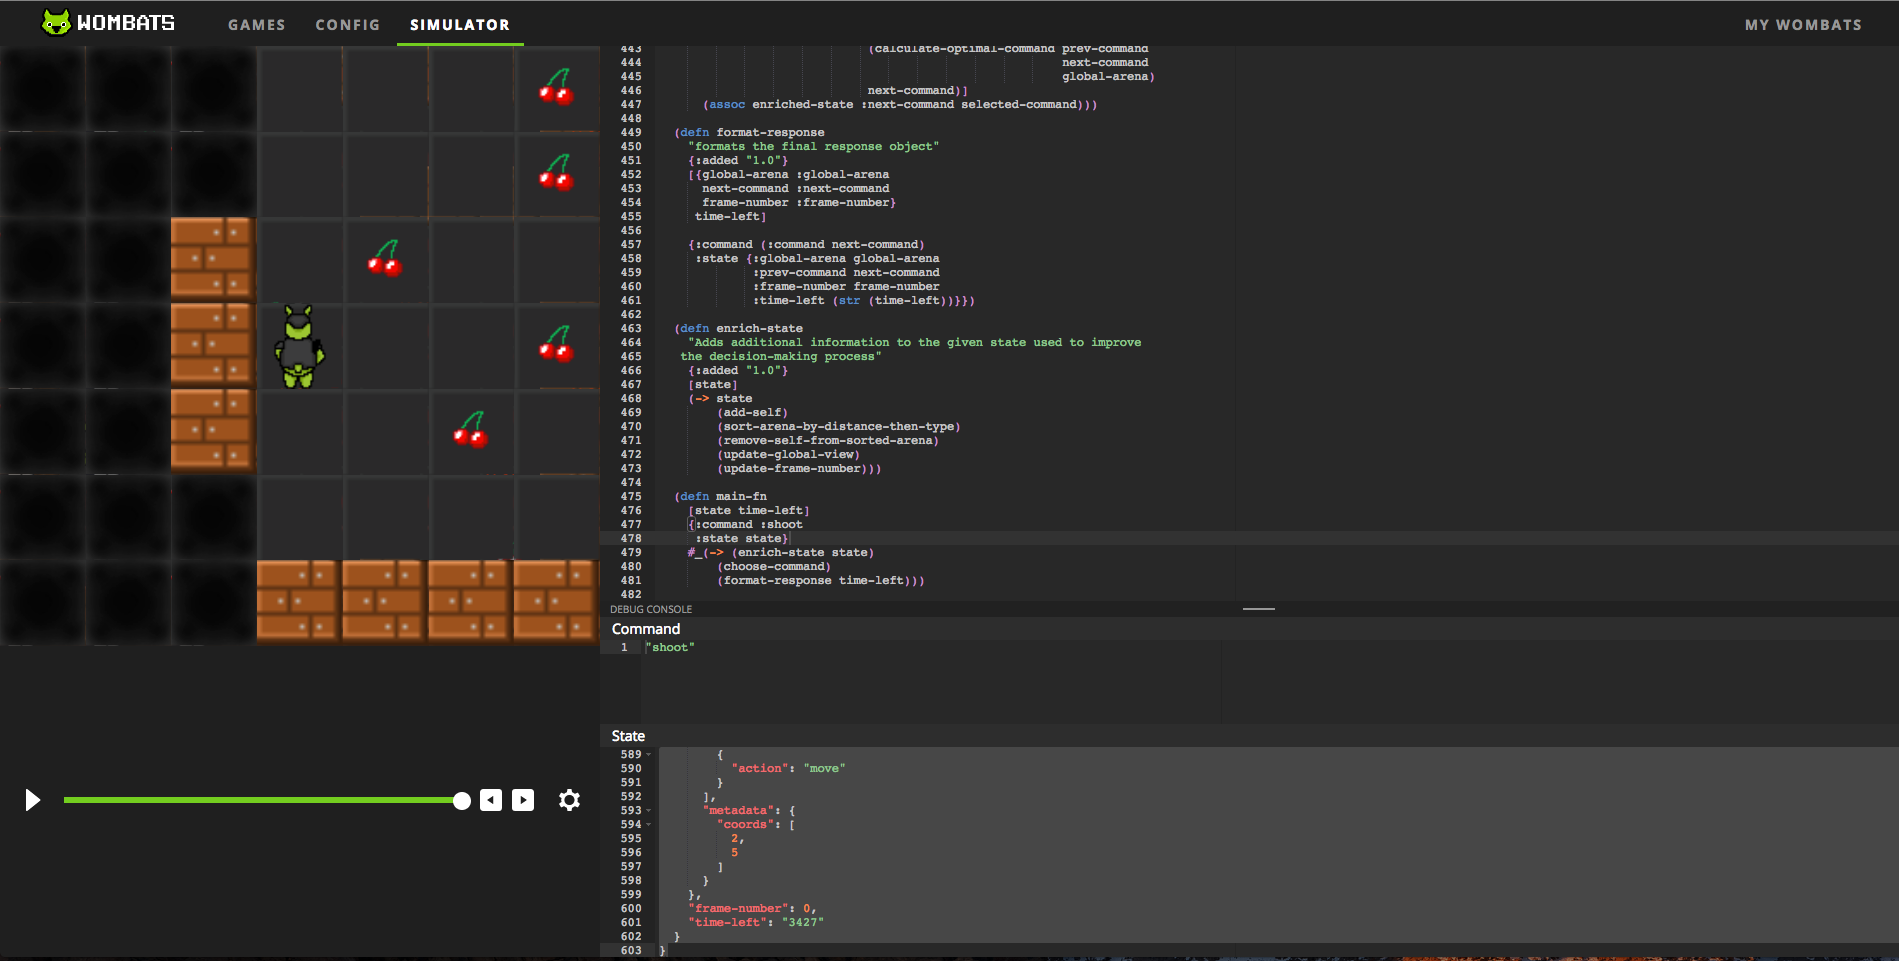 WOMBATS
GAMES
CONFIG
SIMULATOR
MY WOMBATS
443 (calculate-optimal-command prev-command
444 next-command
445 global-arena)
446 next-command)]
447 (assoc enriched-state :next-command selected-command)))
448
449 (defn format-response
450 "formats the final response object"
451 {:added "1.0"}
452 [{global-arena :global-arena
453 next-command :next-command
454 frame-number :frame-number}
455 time-left]
456
457 {:command (:command next-command)
458 :state {:global-arena global-arena
459 :prev-command next-command
460 :frame-number frame-number
461 :time-left (str (time-left))}})
462
463 (defn enrich-state
464 "Adds additional information to the given state used to improve
465 the decision-making process"
466 {:added "1.0"}
467 [state]
468 (-> state
469 (add-self)
470 (sort-arena-by-distance-then-type)
471 (remove-self-from-sorted-arena)
472 (update-global-view)
473 (update-frame-number)))
474
475 (defn main-fn
476 [state time-left]
477 {:command :shoot
478 :state state}
479 #_(-> (enrich-state state)
480 (choose-command)
481 (format-response time-left)))
482
DEBUG CONSOLE
Command
1 "shoot"
State
589 {
590 "action": "move"
591 }
592 ],
593 "metadata": {
594 "coords": [
595 2,
596 5
597 ]
598 }
599 },
600 "frame-number": 0,
601 "time-left": "3427"
602 }
603 }